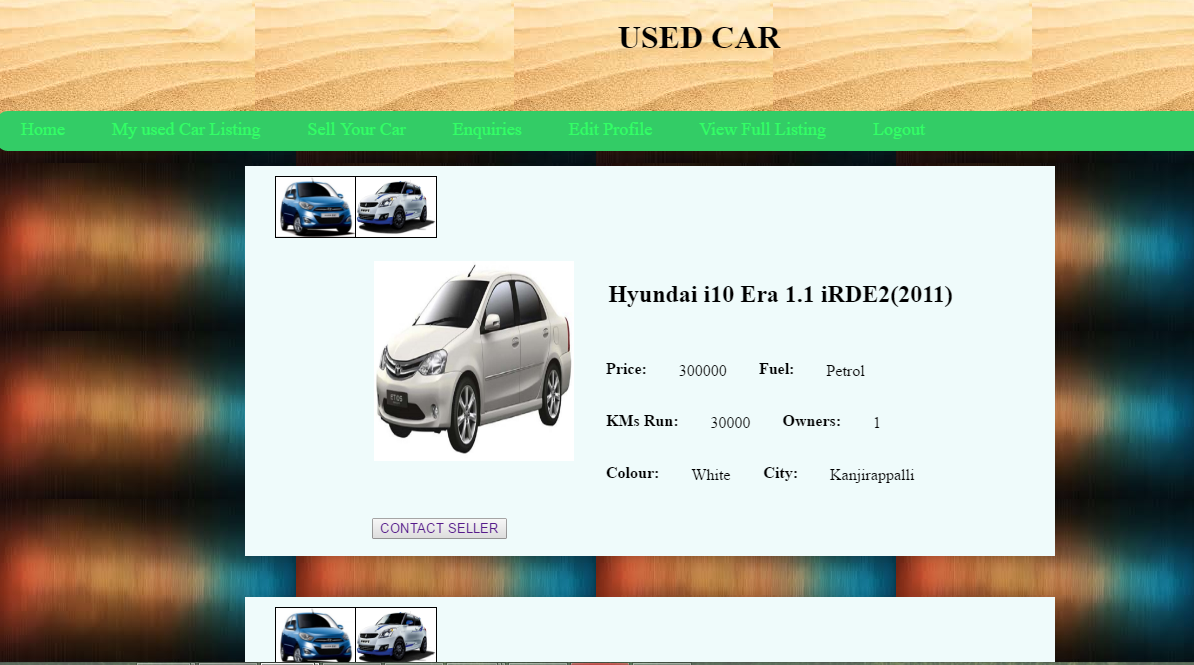 USED CAR
Home My used Car Listing Sell Your Car Enquiries Edit Profile View Full Listing Logout
Hyundai i10 Era 1.1 iRDE2(2011)
Price: 300000 Fuel: Petrol
KMs Run: 30000 Owners: 1
Colour: White City: Kanjirappalli
CONTACT SELLER